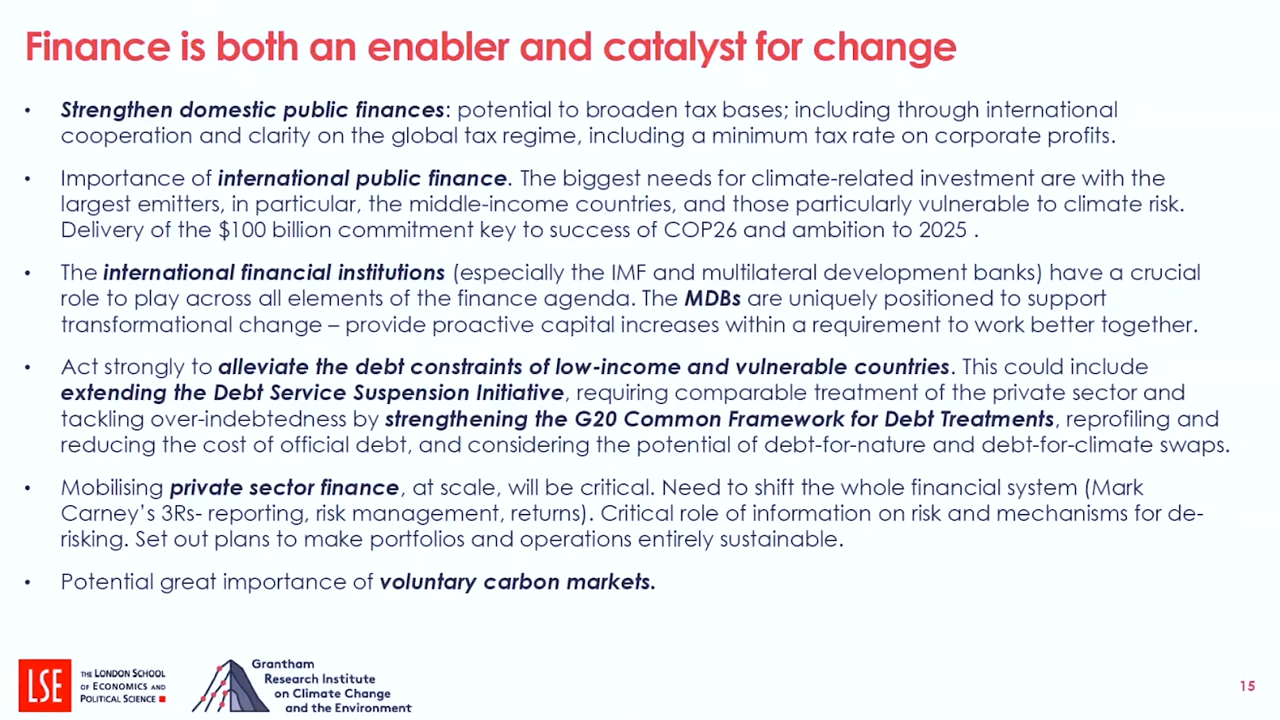 Finance is both an enabler and catalyst for change
• Strengthen domestic public finances: potential to broaden tax bases; including through international
cooperation and clarity on the global tax regime, including a minimum tax rate on corporate profits.
• Importance of international public finance. The biggest needs for climate-related investment are with the
largest emitters, in particular, the middle-income countries, and those particularly vulnerable to climate risk.
Delivery of the $100 billion commitment key to success of COP26 and ambition to 2025 .
• The international financial institutions (especially the IMF and multilateral development banks) have a crucial
role to play across all elements of the finance agenda. The MDBs are uniquely positioned to support
transformational change – provide proactive capital increases within a requirement to work better together.
• Act strongly to alleviate the debt constraints of low-income and vulnerable countries. This could include
extending the Debt Service Suspension Initiative, requiring comparable treatment of the private sector and
tackling over-indebtedness by strengthening the G20 Common Framework for Debt Treatments, reprofiling and
reducing the cost of official debt, and considering the potential of debt-for-nature and debt-for-climate swaps.
• Mobilising private sector finance, at scale, will be critical. Need to shift the whole financial system (Mark
Carney’s 3Rs- reporting, risk management, returns). Critical role of information on risk and mechanisms for de-
risking. Set out plans to make portfolios and operations entirely sustainable.
• Potential great importance of voluntary carbon markets.
LSE
THE LONDON SCHOOL
OF ECONOMICS AND
POLITICAL SCIENCE
Grantham
Research Institute
on Climate Change
and the Environment
15